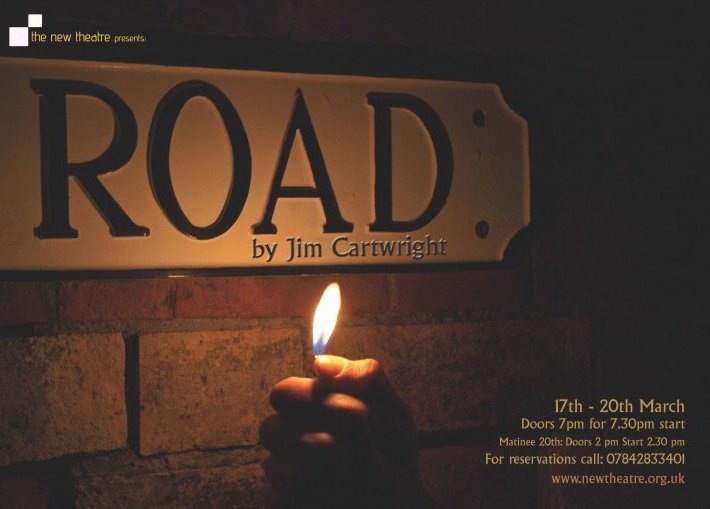 the new theatre presents:
ROAD
by Jim Cartwright
17th - 20th March
Doors 7pm for 7.30pm start
Matinee 20th: Doors 2 pm Start 2.30 pm
For reservations call: 07842833401
www.newtheatre.org.uk